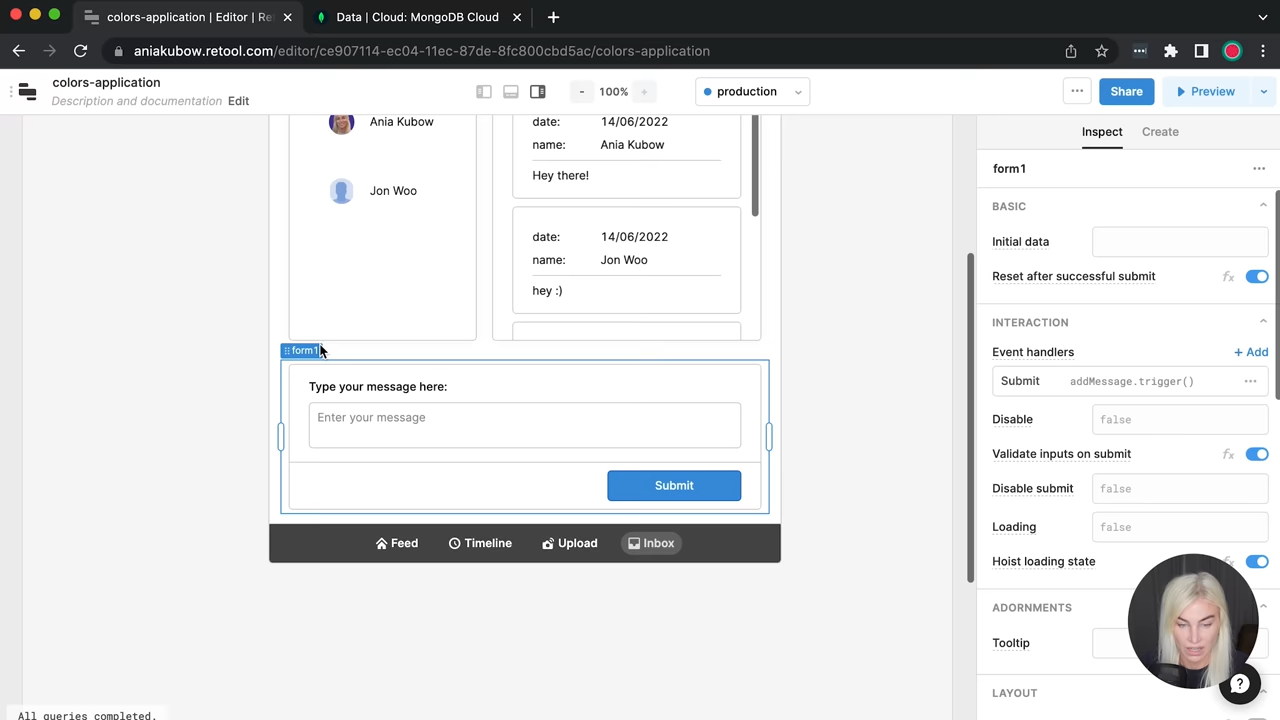 colors-application | Editor | Re
Data | Cloud: MongoDB Cloud
aniakubow.retool.com/editor/ce907114-ec04-11ec-87de-8fc800cbd5ac/colors-application
colors-application
Description and documentation Edit
- 100% +
production
Share
Preview
Ania Kubow
Jon Woo
date: 14/06/2022
name: Ania Kubow
Hey there!
date: 14/06/2022
name: Jon Woo
hey :)
form1
Type your message here:
Enter your message
Submit
Feed Timeline Upload Inbox
Inspect Create
form1
BASIC
Initial data
Reset after successful submit fx
INTERACTION
Event handlers + Add
Submit addMessage.trigger()
Disable false
Validate inputs on submit fx
Disable submit false
Loading false
Hoist loading state
ADORNMENTS
Tooltip
LAYOUT
?
All queries completed.